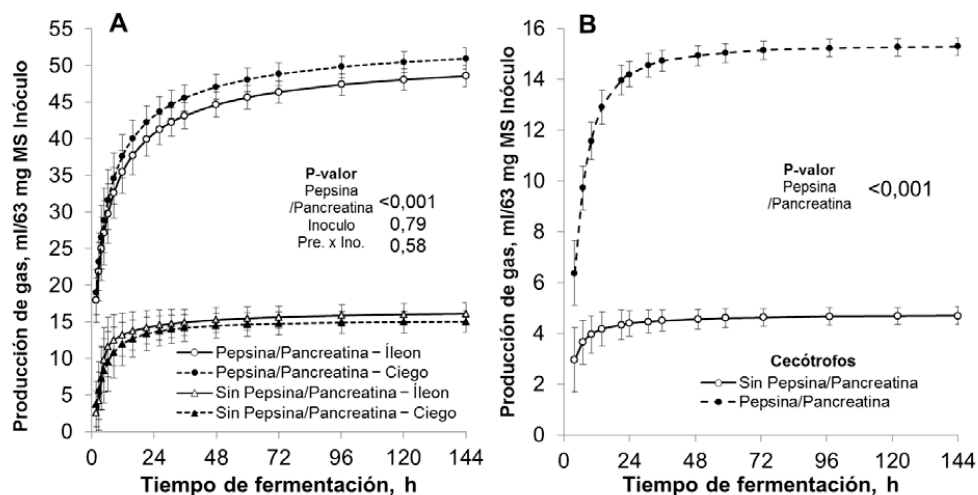 A
Producción de gas, ml/63 mg MS Inóculo
55
50
45
40
35
30
25
20
15
10
5
0
P-valor
Pepsina
/Pancreatina <0,001
Inoculo 0,79
Pre. x Ino. 0,58
Pepsina/Pancreatina – Íleon
Pepsina/Pancreatina – Ciego
Sin Pepsina/Pancreatina – Íleon
Sin Pepsina/Pancreatina – Ciego
0 24 48 72 96 120 144
Tiempo de fermentación, h
B
Producción de gas, ml/63 mg MS Inóculo
16
14
12
10
8
6
4
2
0
P-valor
Pepsina
/Pancreatina <0,001
Cecótrofos
Sin Pepsina/Pancreatina
Pepsina/Pancreatina
0 24 48 72 96 120 144
Tiempo de fermentación, h